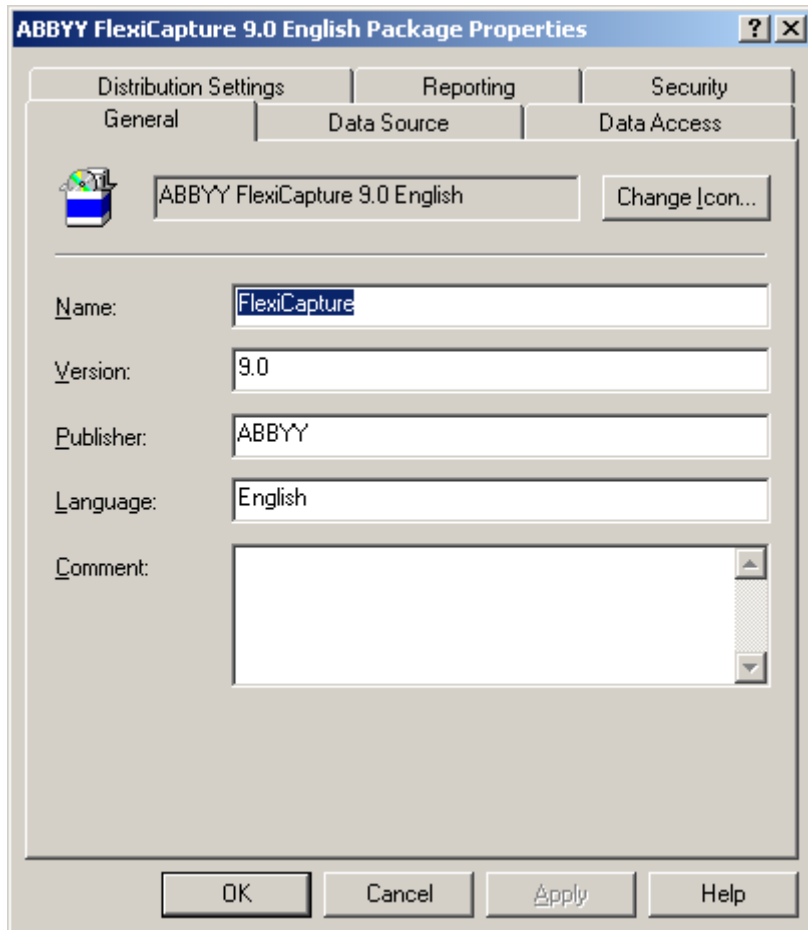 ABBYY FlexiCapture 9.0 English Package Properties
Distribution Settings Reporting Security
General Data Source Data Access
ABBYY FlexiCapture 9.0 English Change Icon...
Name: FlexiCapture
Version: 9.0
Publisher: ABBYY
Language: English
Comment:
OK Cancel Apply Help